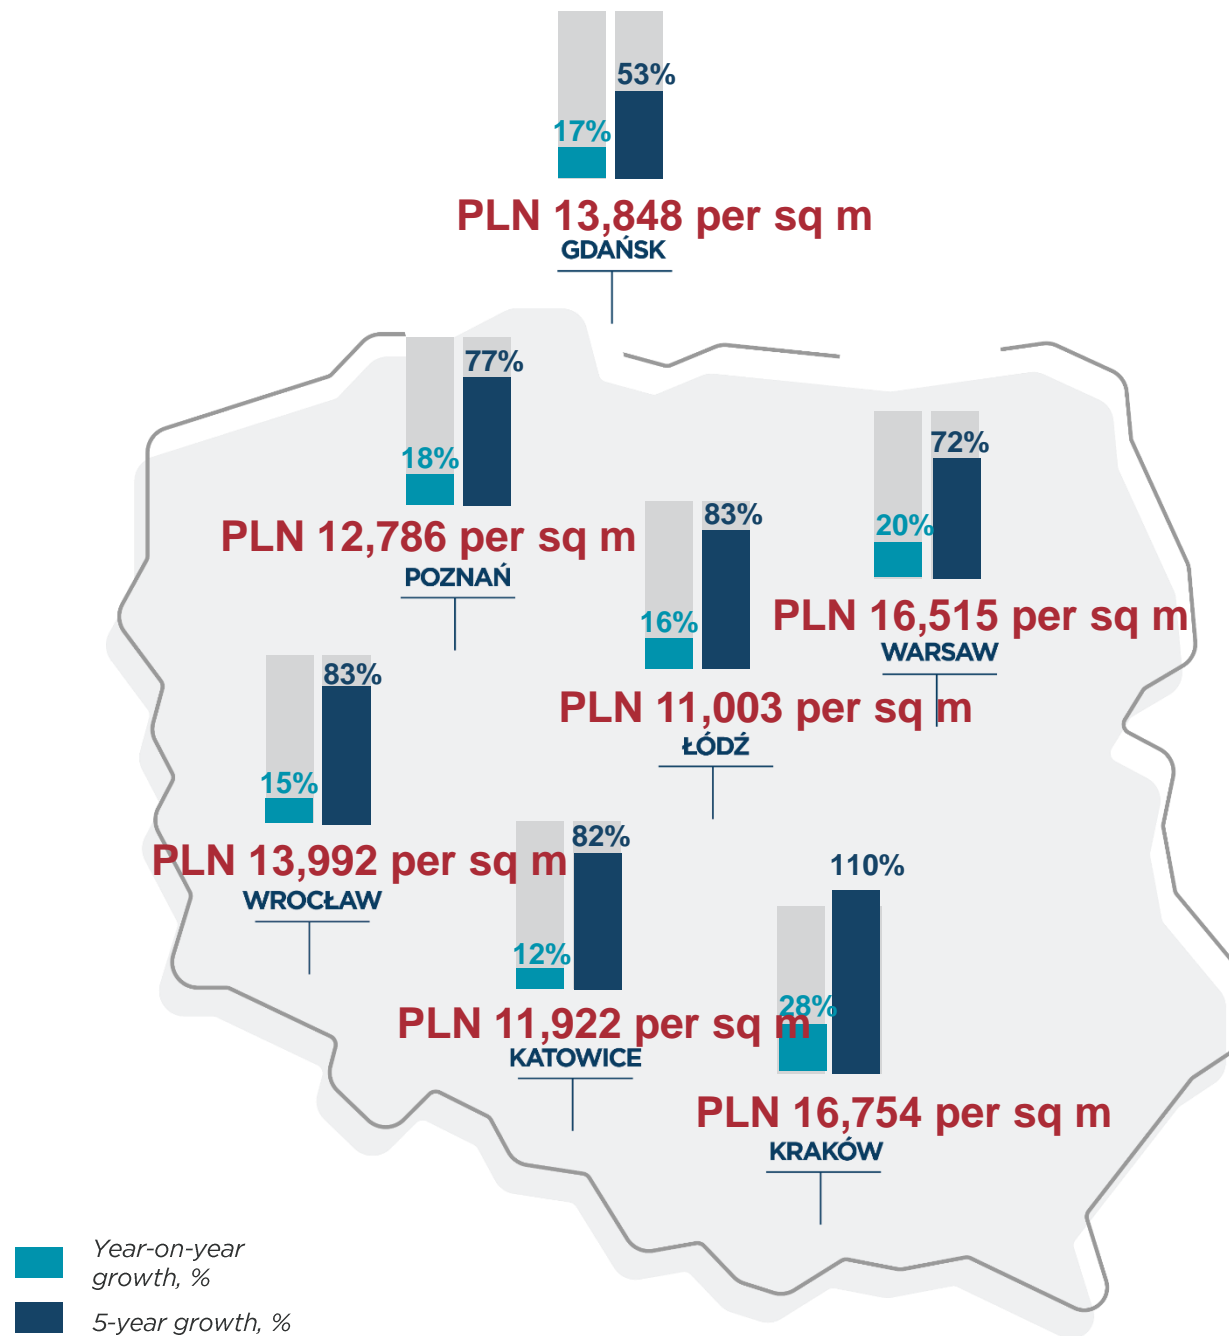 53%
17%
PLN 13,848 per sq m
GDAŃSK
77%
18%
PLN 12,786 per sq m
POZNAŃ
72%
20%
PLN 16,515 per sq m
WARSAW
83%
16%
PLN 11,003 per sq m
ŁÓDŹ
83%
15%
PLN 13,992 per sq m
WROCŁAW
82%
12%
PLN 11,922 per sq m
KATOWICE
110%
28%
PLN 16,754 per sq m
KRAKÓW
Year-on-year
growth, %
5-year growth, %